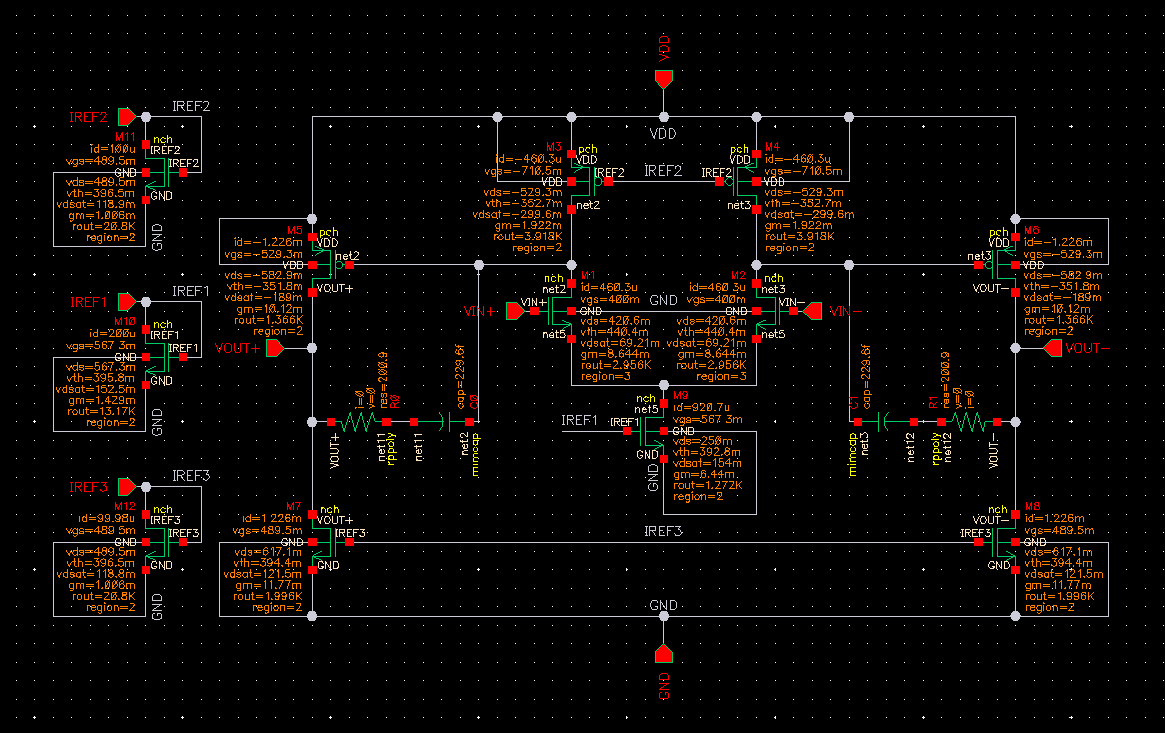 VDD
VDD
IREF2
IREF2
M11
nch
IREF2
id=100u
vgs=489.5m
IREF2
GND
vds=489.5m
vth=396.5m
vdsat=118.9m
gm=1.006m
rout=20.8K
region=2
GND
GND
M3
pch
VDD
id=-460.3u
vgs=-710.5m
IREF2
VDD
vds=-529.3m
vth=-352.7m
vdsat=-299.6m
gm=1.922m
rout=3.918K
region=2
net2
IREF2
M4
pch
VDD
id=-460.3u
vgs=-710.5m
IREF2
VDD
vds=-529.3m
vth=-352.7m
vdsat=-299.6m
gm=1.922m
rout=3.918K
region=2
net3
M5
pch
VDD
id=-1.226m
vgs=-529.3m
net2
VDD
vds=-582.9m
vth=-351.8m
vdsat=-189m
gm=10.12m
rout=1.366K
region=2
VOUT+
M6
pch
VDD
id=-1.226m
vgs=-529.3m
net3
VDD
vds=-582.9m
vth=-351.8m
vdsat=-189m
gm=10.12m
rout=1.366K
region=2
VOUT-
IREF1
IREF1
M10
nch
IREF1
id=200u
vgs=567.3m
IREF1
GND
vds=567.3m
vth=395.8m
vdsat=152.5m
gm=1.429m
rout=13.17K
region=2
GND
GND
M1
nch
net2
id=460.3u
vgs=400m
VIN+
VIN+
GND
vds=420.6m
vth=440.4m
vdsat=69.21m
gm=8.644m
rout=2.956K
region=3
net5
GND
M2
nch
net3
id=460.3u
vgs=400m
VIN-
VIN-
GND
vds=420.6m
vth=440.4m
vdsat=69.21m
gm=8.644m
rout=2.956K
region=3
net5
VOUT+
VOUT-
VOUT+
i=0
v=0
res=200.9
R0
net11
rppoly
net11
cap=229.6f
C0
net2
mimcap
IREF1
M9
nch
net5
id=920.7u
vgs=567.3m
IREF1
GND
vds=250m
vth=392.8m
vdsat=154m
gm=6.44m
rout=1.272K
region=2
GND
GND
cap=229.6f
C1
mimcap
net3
net12
R1
res=200.9
v=0
i=0
rppoly
net12
VOUT-
IREF3
IREF3
M12
nch
IREF3
id=99.98u
vgs=489.5m
IREF3
GND
vds=489.5m
vth=396.5m
vdsat=118.8m
gm=1.006m
rout=20.8K
region=2
GND
GND
M7
nch
VOUT+
id=1.226m
vgs=489.5m
IREF3
GND
vds=617.1m
vth=394.4m
vdsat=121.5m
gm=11.77m
rout=1.996K
region=2
GND
IREF3
M8
nch
VOUT-
id=1.226m
vgs=489.5m
IREF3
GND
vds=617.1m
vth=394.4m
vdsat=121.5m
gm=11.77m
rout=1.996K
region=2
GND
GND
GND